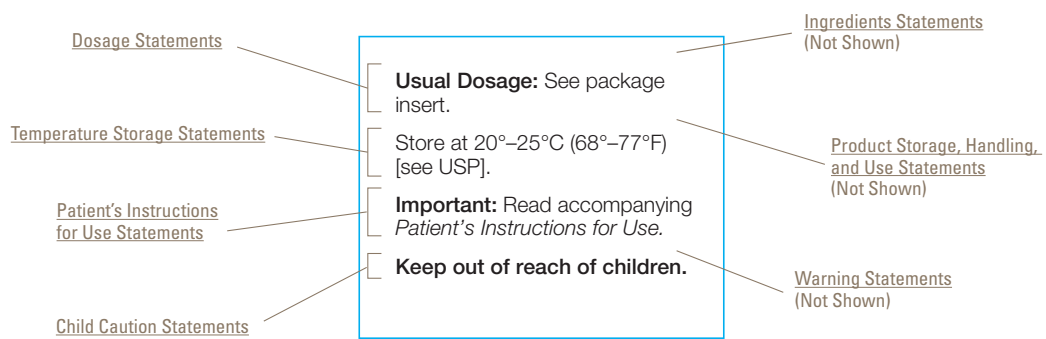 Ingredients Statements
(Not Shown)
Dosage Statements
Usual Dosage: See package
insert.
Temperature Storage Statements
Store at 20°–25°C (68°–77°F)
[see USP].
Product Storage, Handling,
and Use Statements
(Not Shown)
Patient’s Instructions
for Use Statements
Important: Read accompanying
Patient’s Instructions for Use.
Keep out of reach of children.
Warning Statements
(Not Shown)
Child Caution Statements